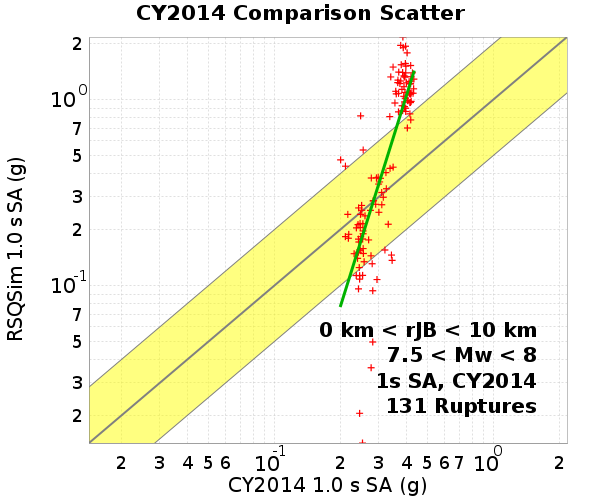 CY2014 Comparison Scatter
RSQSim 1.0 s SA (g)
2
10^0
7
5
3
2
10^-1
7
5
3
2
0 km < rJB < 10 km
7.5 < Mw < 8
1s SA, CY2014
131 Ruptures
2 3 4 5 6 10^-1 2 3 4 5 6 7 10^0 2
CY2014 1.0 s SA (g)